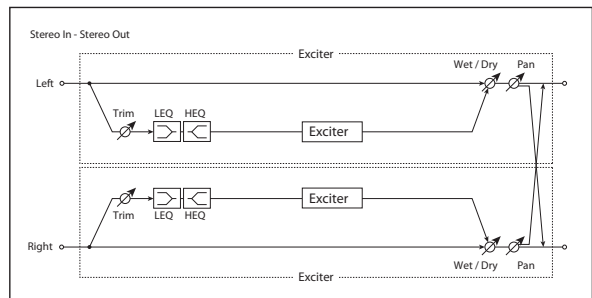 Stereo In - Stereo Out
Exciter
Wet / Dry Pan
Left
Trim LEQ HEQ
Exciter
Exciter
Trim LEQ HEQ
Right
Wet / Dry Pan
Exciter